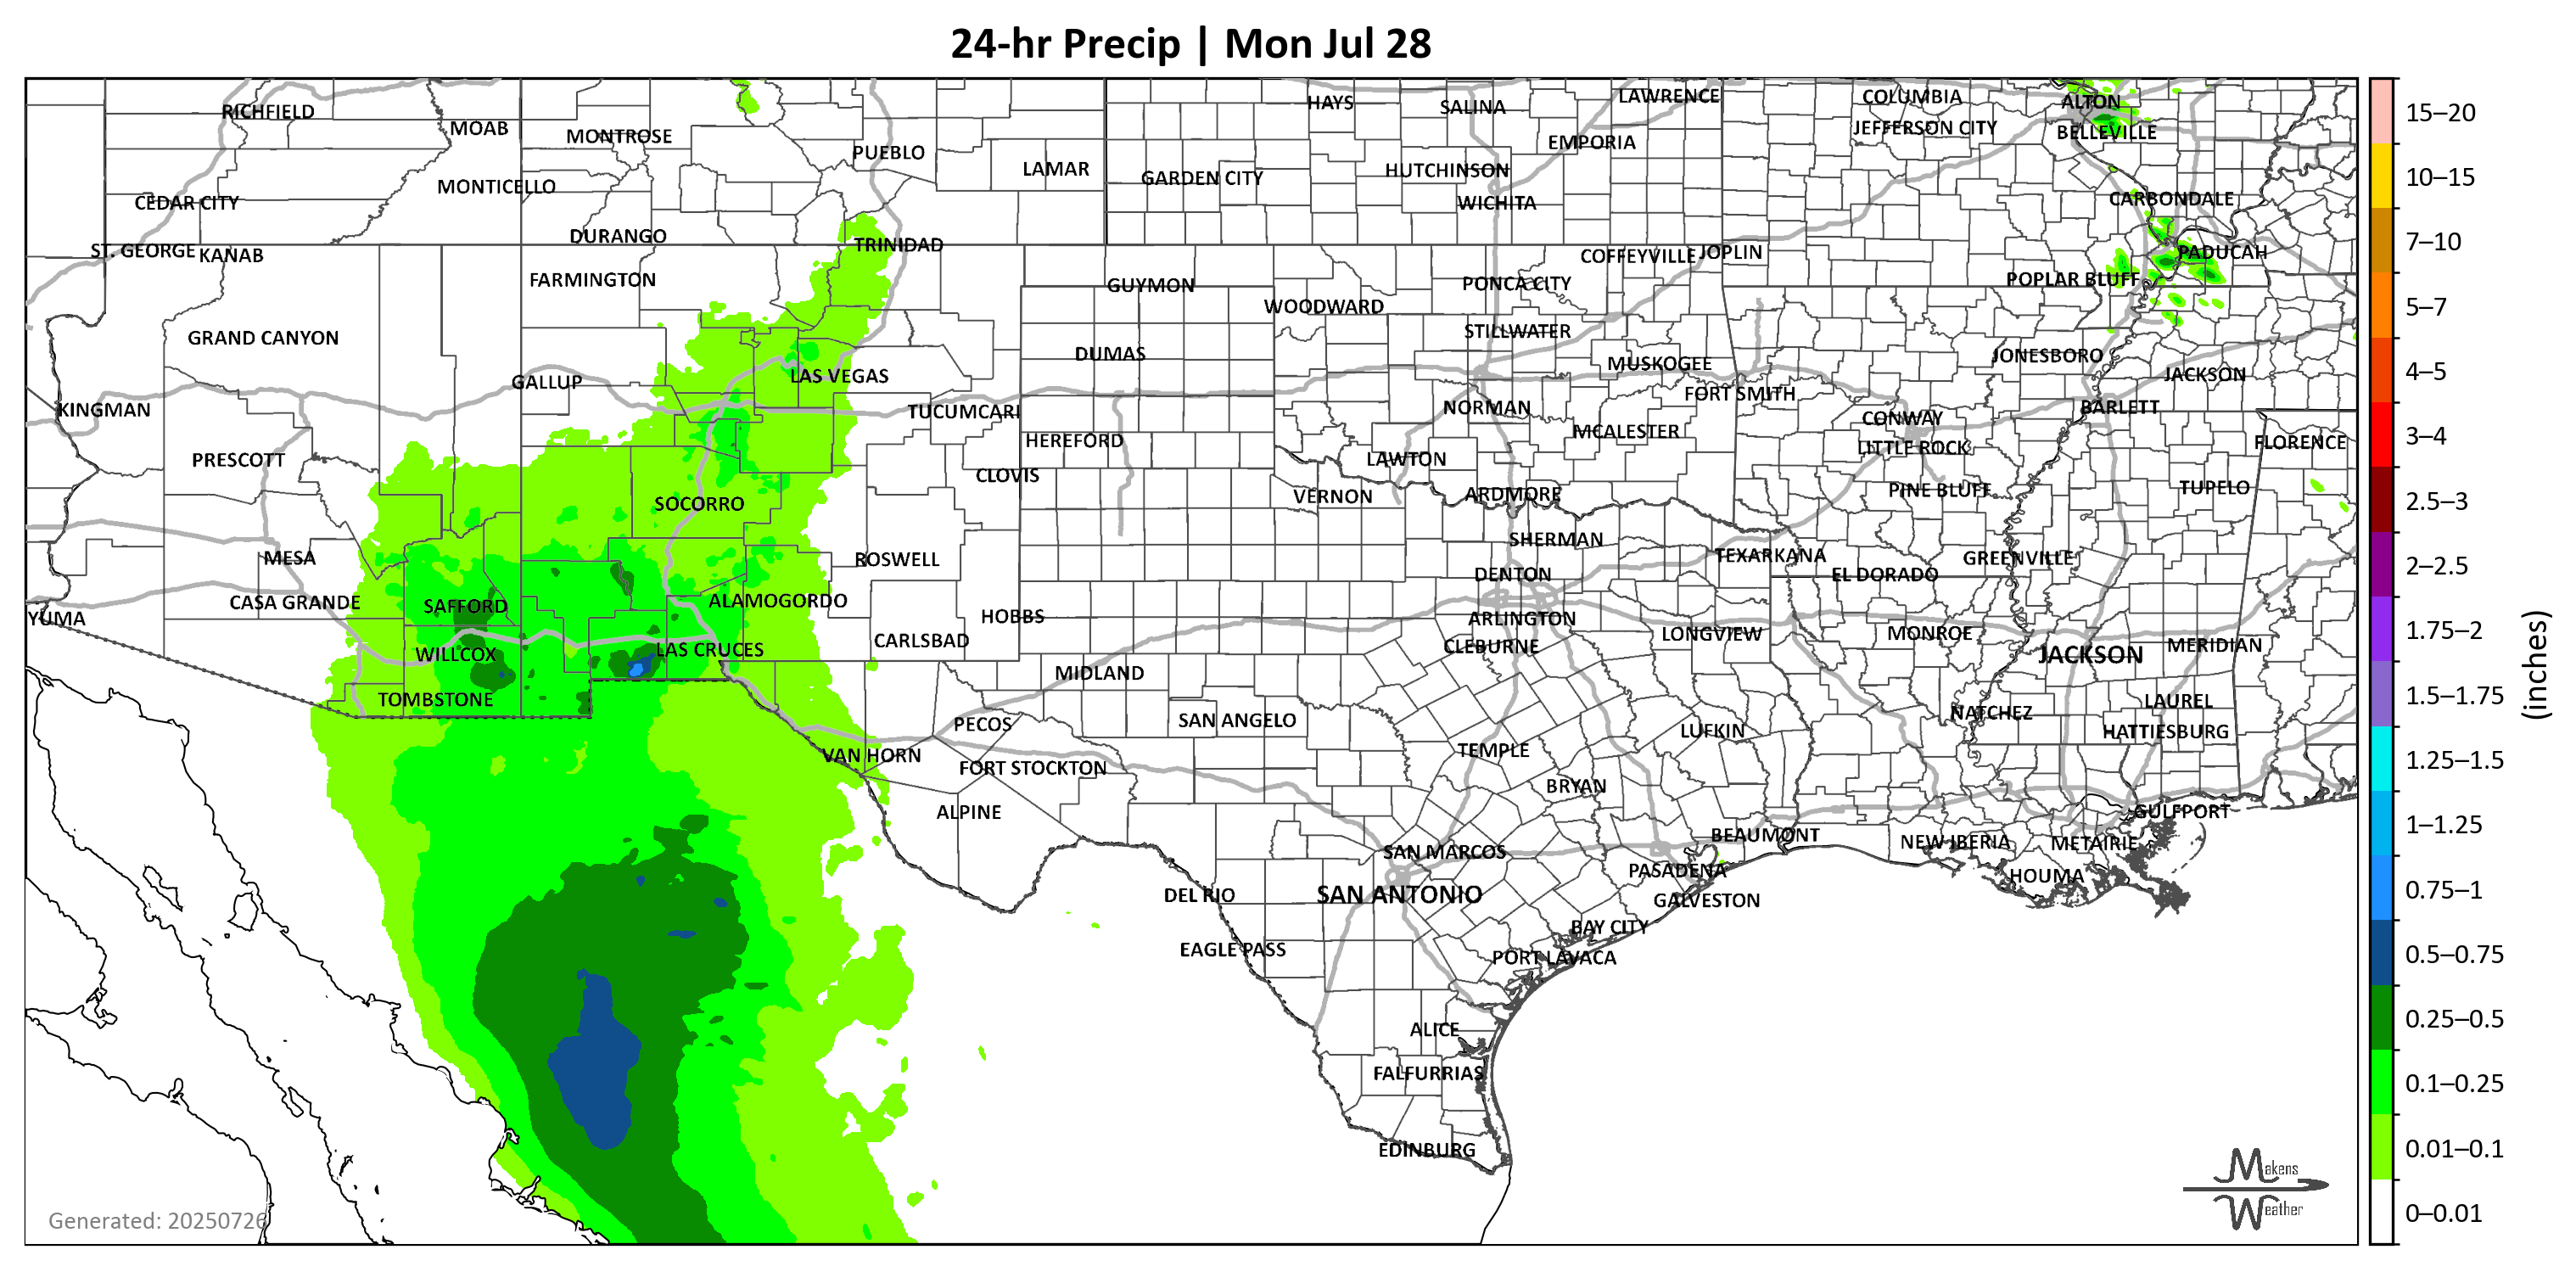 24-hr Precip | Mon Jul 28
RICHFIELD
MOAB
MONTROSE
PUEBLO
LAMAR
HAYS
SALINA
LAWRENCE
COLUMBIA
ALTON
JEFFERSON CITY
BELLEVILLE
EMPORIA
GARDEN CITY
HUTCHINSON
WICHITA
MONTICELLO
CEDAR CITY
CARBONDALE
DURANGO
TRINIDAD
ST. GEORGE
KANAB
COFFEYVILLE
JOPLIN
PADUCAH
FARMINGTON
GUYMON
PONCA CITY
POPLAR BLUFF
WOODWARD
GRAND CANYON
STILLWATER
DUMAS
MUSKOGEE
JONESBORO
GALLUP
LAS VEGAS
JACKSON
FORT SMITH
KINGMAN
TUCUMCARI
NORMAN
CONWAY
BARLETT
HEREFORD
MCALESTER
LITTLE ROCK
FLORENCE
PRESCOTT
CLOVIS
LAWTON
SOCORRO
VERNON
ARDMORE
PINE BLUFF
TUPELO
MESA
ROSWELL
SHERMAN
TEXARKANA
GREENVILLE
DENTON
EL DORADO
CASA GRANDE
SAFFORD
ALAMOGORDO
YUMA
HOBBS
ARLINGTON
CARLSBAD
CLEBURNE
LONGVIEW
MONROE
MERIDIAN
WILLCOX
LAS CRUCES
JACKSON
MIDLAND
TOMBSTONE
LAUREL
PECOS
SAN ANGELO
NATCHEZ
LUFKIN
HATTIESBURG
VAN HORN
FORT STOCKTON
TEMPLE
BRYAN
ALPINE
GULFPORT
BEAUMONT
NEW IBERIA
METAIRIE
SAN MARCOS
PASADENA
HOUMA
DEL RIO
SAN ANTONIO
GALVESTON
BAY CITY
EAGLE PASS
PORT LAVACA
ALICE
FALFURRIAS
EDINBURG
Generated: 20250726
Makens
Weather
15–20
10–15
7–10
5–7
4–5
3–4
2.5–3
2–2.5
1.75–2
1.5–1.75
1.25–1.5
1–1.25
0.75–1
0.5–0.75
0.25–0.5
0.1–0.25
0.01–0.1
0–0.01
(inches)